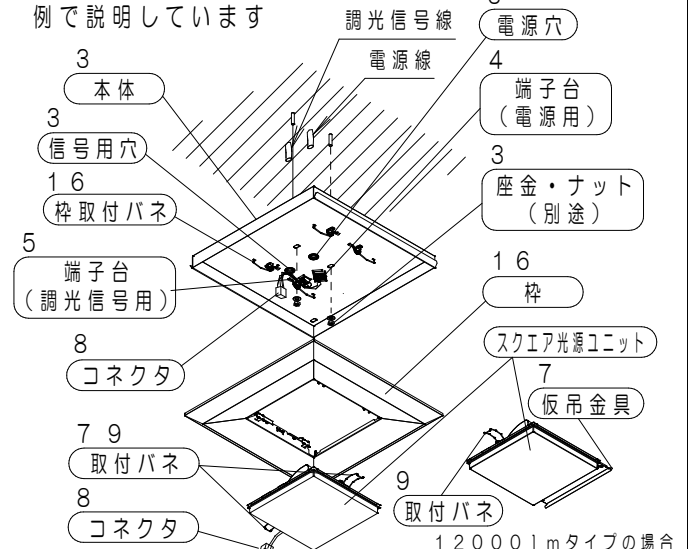 例で説明しています
調光信号線
電源線
電源穴
3
本体
4
端子台
（電源用）
3
信号用穴
3
座金・ナット
（別途）
16
枠取付バネ
5
端子台
（調光信号用）
16
枠
8
コネクタ
スクエア光源ユニット
7
仮吊金具
7 9
取付バネ
9
取付バネ
8
コネクタ
12000lmタイプの場合